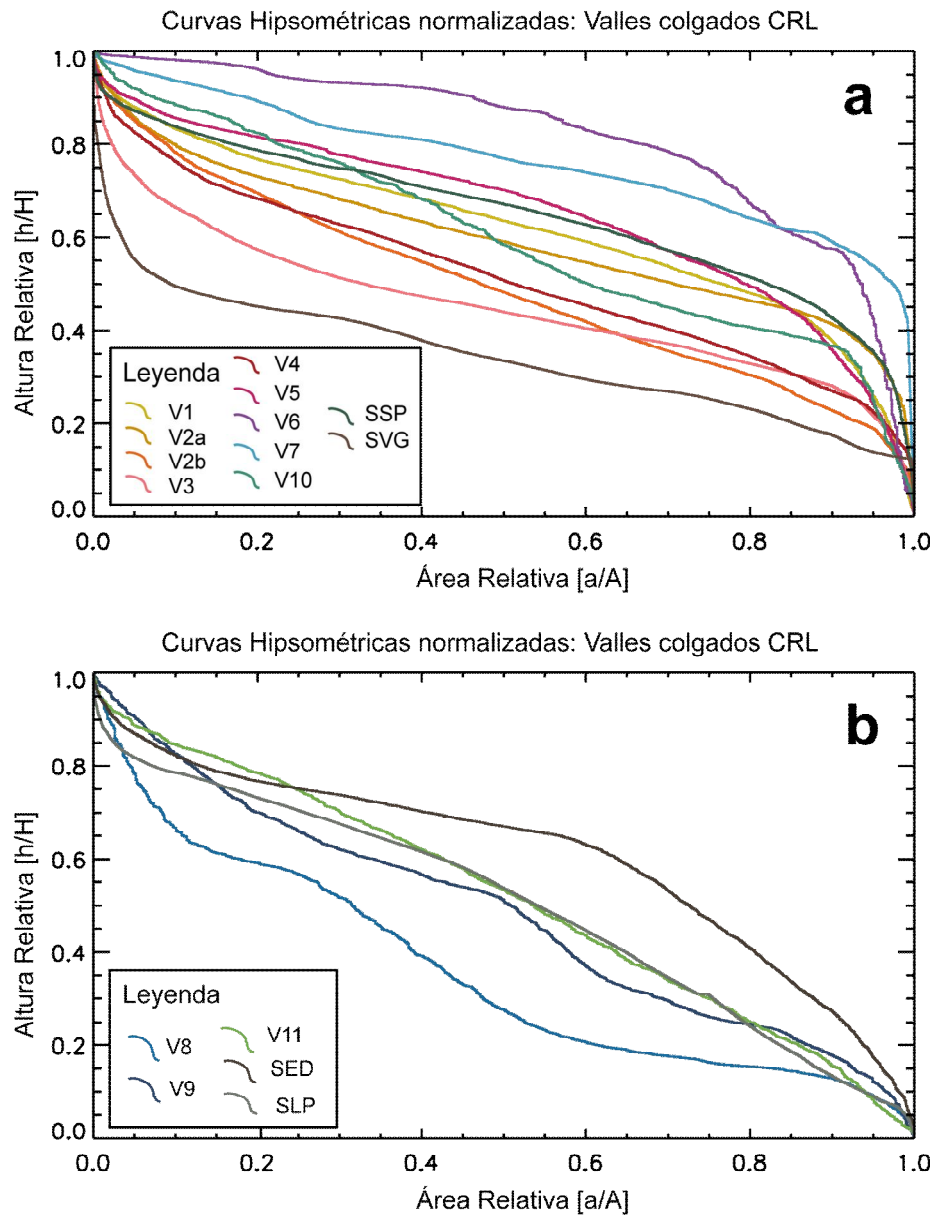 Curvas Hipsométricas normalizadas: Valles colgados CRL
a
1.0
0.8
0.6
0.4
0.2
0.0
Altura Relativa [h/H]
Leyenda
V1
V2a
V2b
V3
V4
V5
V6
V7
V10
SSP
SVG
0.0 0.2 0.4 0.6 0.8 1.0
Área Relativa [a/A]
Curvas Hipsométricas normalizadas: Valles colgados CRL
b
1.0
0.8
0.6
0.4
0.2
0.0
Altura Relativa [h/H]
Leyenda
V8
V9
V11
SED
SLP
0.0 0.2 0.4 0.6 0.8 1.0
Área Relativa [a/A]